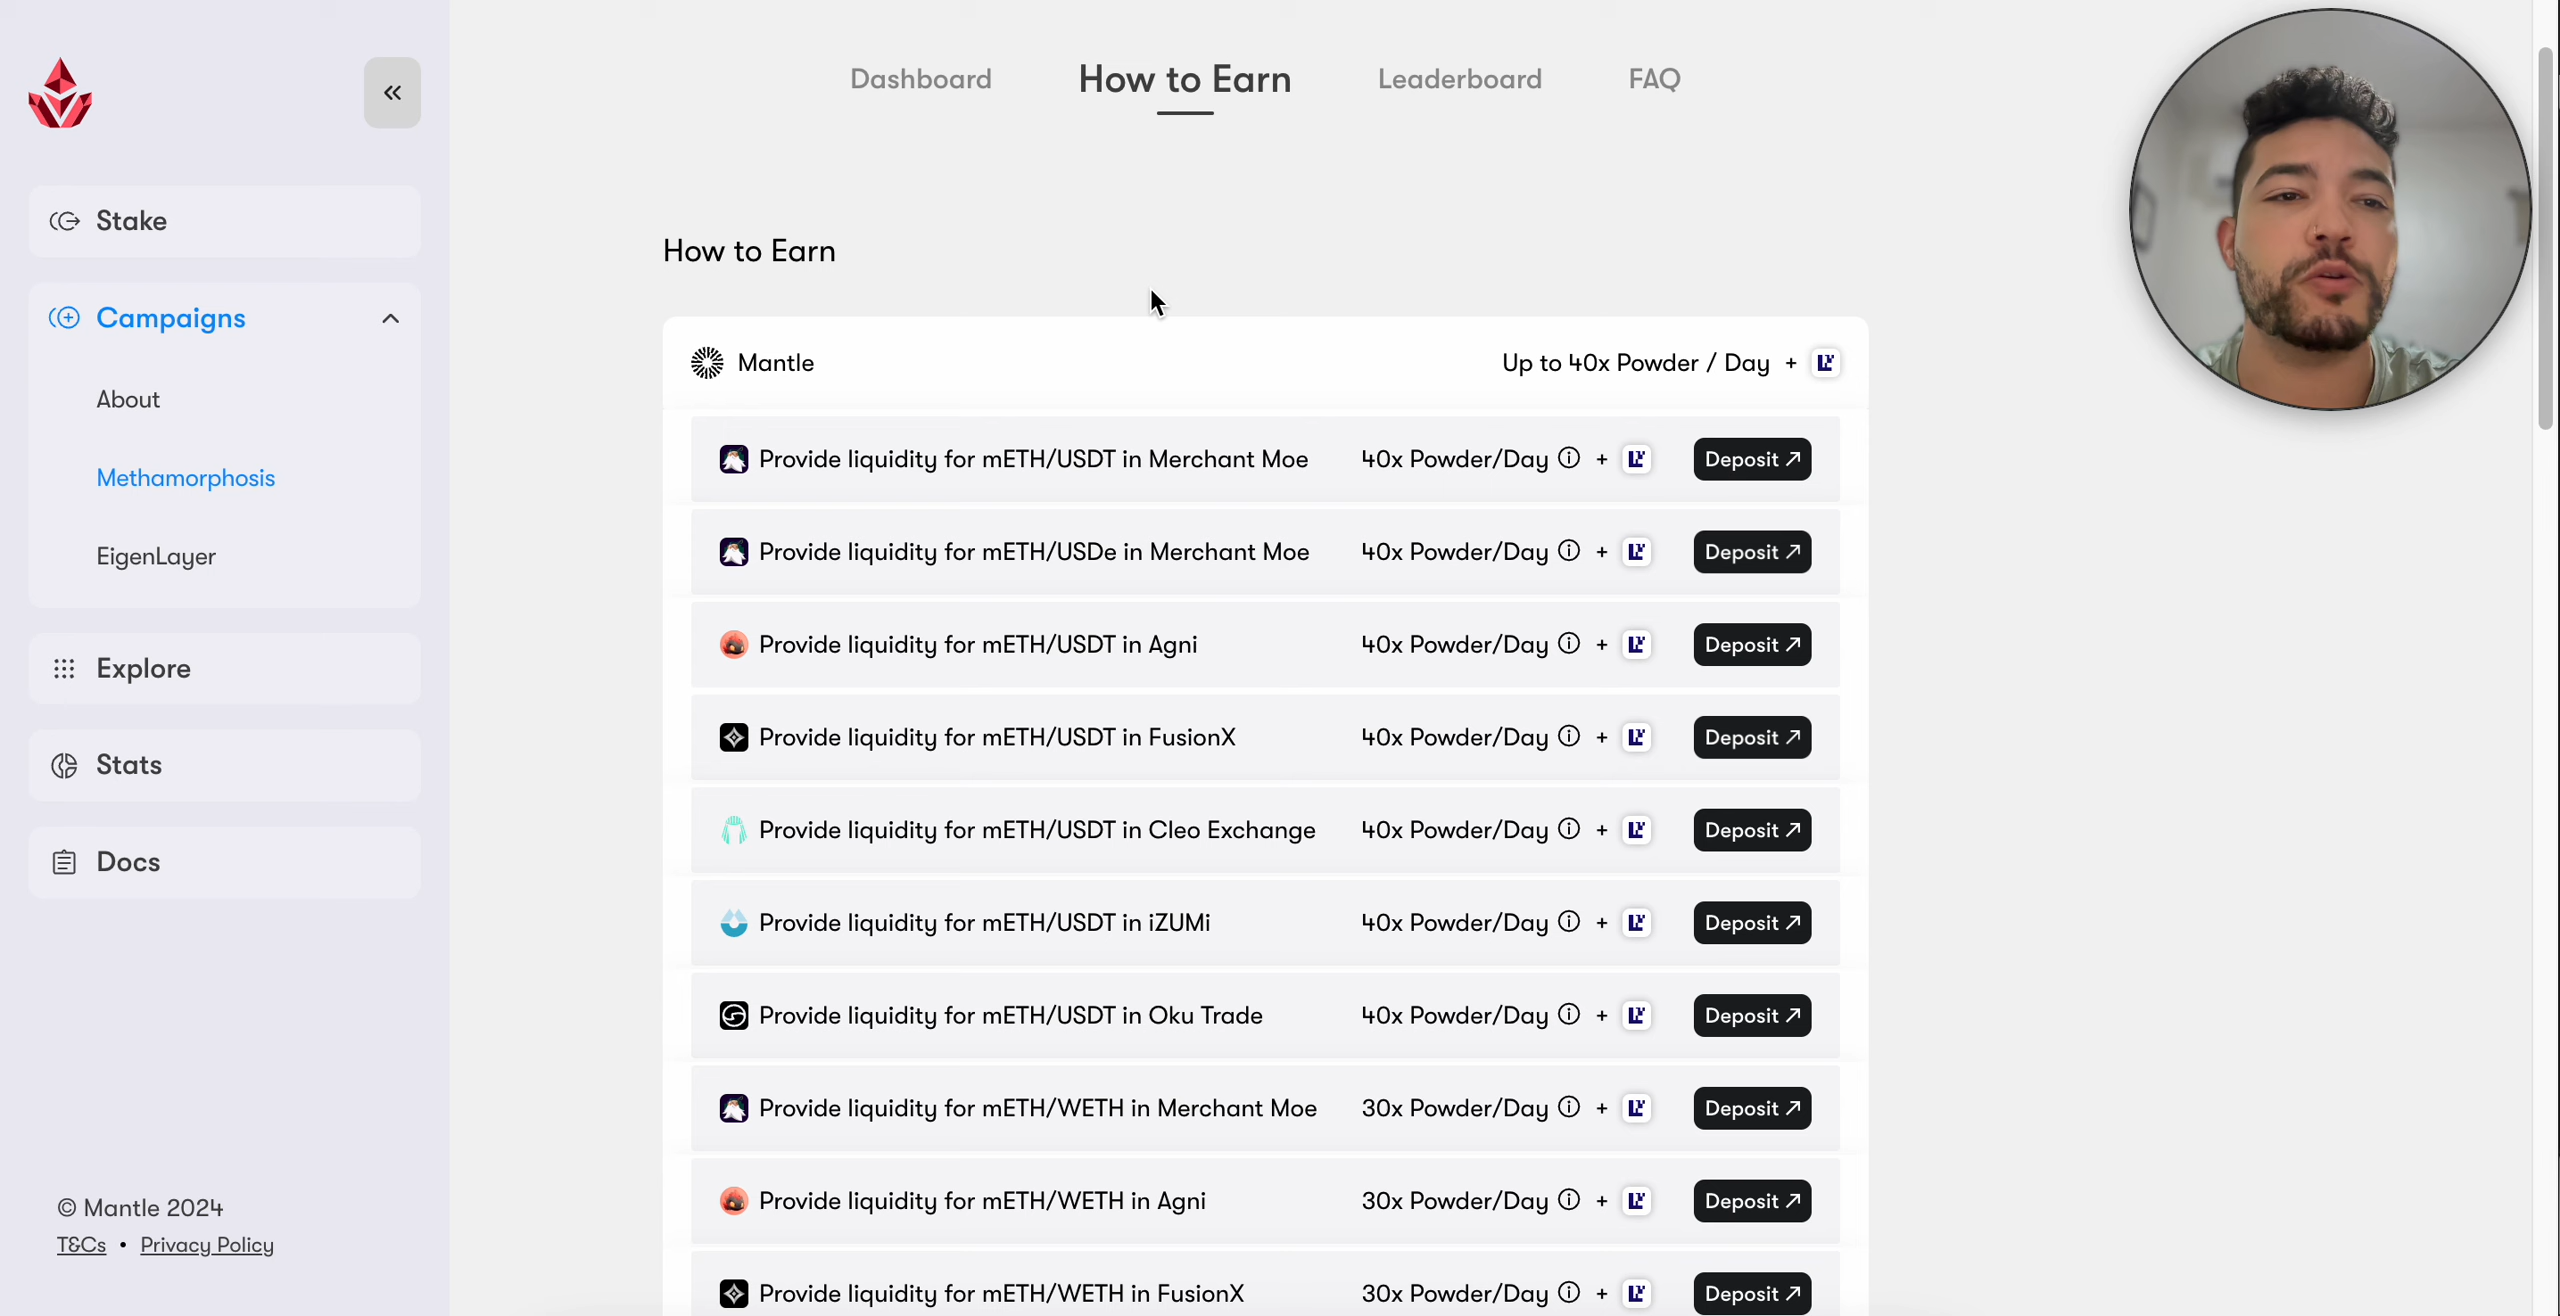 Dashboard How to Earn Leaderboard FAQ
Stake
Campaigns
About
Methamorphosis
EigenLayer
Explore
Stats
Docs
© Mantle 2024
T&Cs • Privacy Policy
How to Earn
Mantle Up to 40x Powder / Day +
Provide liquidity for mETH/USDT in Merchant Moe 40x Powder/Day + Deposit
Provide liquidity for mETH/USDe in Merchant Moe 40x Powder/Day + Deposit
Provide liquidity for mETH/USDT in Agni 40x Powder/Day + Deposit
Provide liquidity for mETH/USDT in FusionX 40x Powder/Day + Deposit
Provide liquidity for mETH/USDT in Cleo Exchange 40x Powder/Day + Deposit
Provide liquidity for mETH/USDT in iZUMi 40x Powder/Day + Deposit
Provide liquidity for mETH/USDT in Oku Trade 40x Powder/Day + Deposit
Provide liquidity for mETH/WETH in Merchant Moe 30x Powder/Day + Deposit
Provide liquidity for mETH/WETH in Agni 30x Powder/Day + Deposit
Provide liquidity for mETH/WETH in FusionX 30x Powder/Day + Deposit